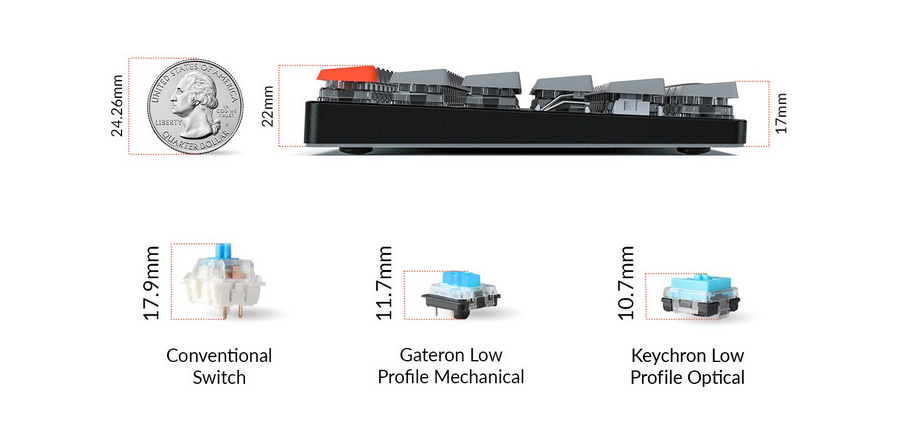 24.26mm
UNITED STATES OF AMERICA
LIBERTY
IN
GOD WE
TRUST
QUARTER DOLLAR
22mm
17mm
17.9mm
11.7mm
10.7mm
Conventional
Switch
Gateron Low
Profile Mechanical
Keychron Low
Profile Optical